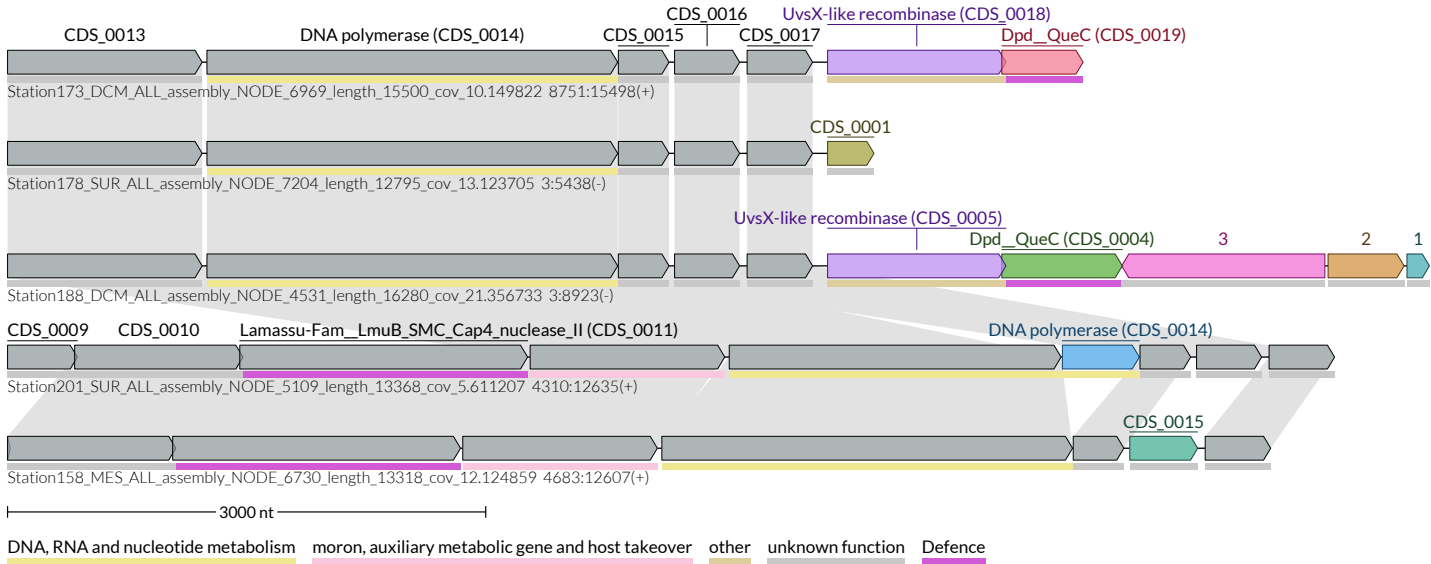 CDS_0016 UvsX-like recombinase (CDS_0018)
CDS_0013 DNA polymerase (CDS_0014) CDS_0015 CDS_0017 Dpd__QueC (CDS_0019)
Station173_DCM_ALL_assembly_NODE_6969_length_15500_cov_10.149822 8751:15498(+)
CDS_0001
Station178_SUR_ALL_assembly_NODE_7204_length_12795_cov_13.123705 3:5438(-)
UvsX-like recombinase (CDS_0005)
Dpd__QueC (CDS_0004) 3 2 1
Station188_DCM_ALL_assembly_NODE_4531_length_16280_cov_21.356733 3:8923(-)
CDS_0009 CDS_0010 Lamassu-Fam__LmuB_SMC_Cap4_nuclease_II (CDS_0011) DNA polymerase (CDS_0014)
Station201_SUR_ALL_assembly_NODE_5109_length_13368_cov_5.611207 4310:12635(+)
CDS_0015
Station158_MES_ALL_assembly_NODE_6730_length_13318_cov_12.124859 4683:12607(+)
3000 nt
DNA, RNA and nucleotide metabolism moron, auxiliary metabolic gene and host takeover other unknown function Defence